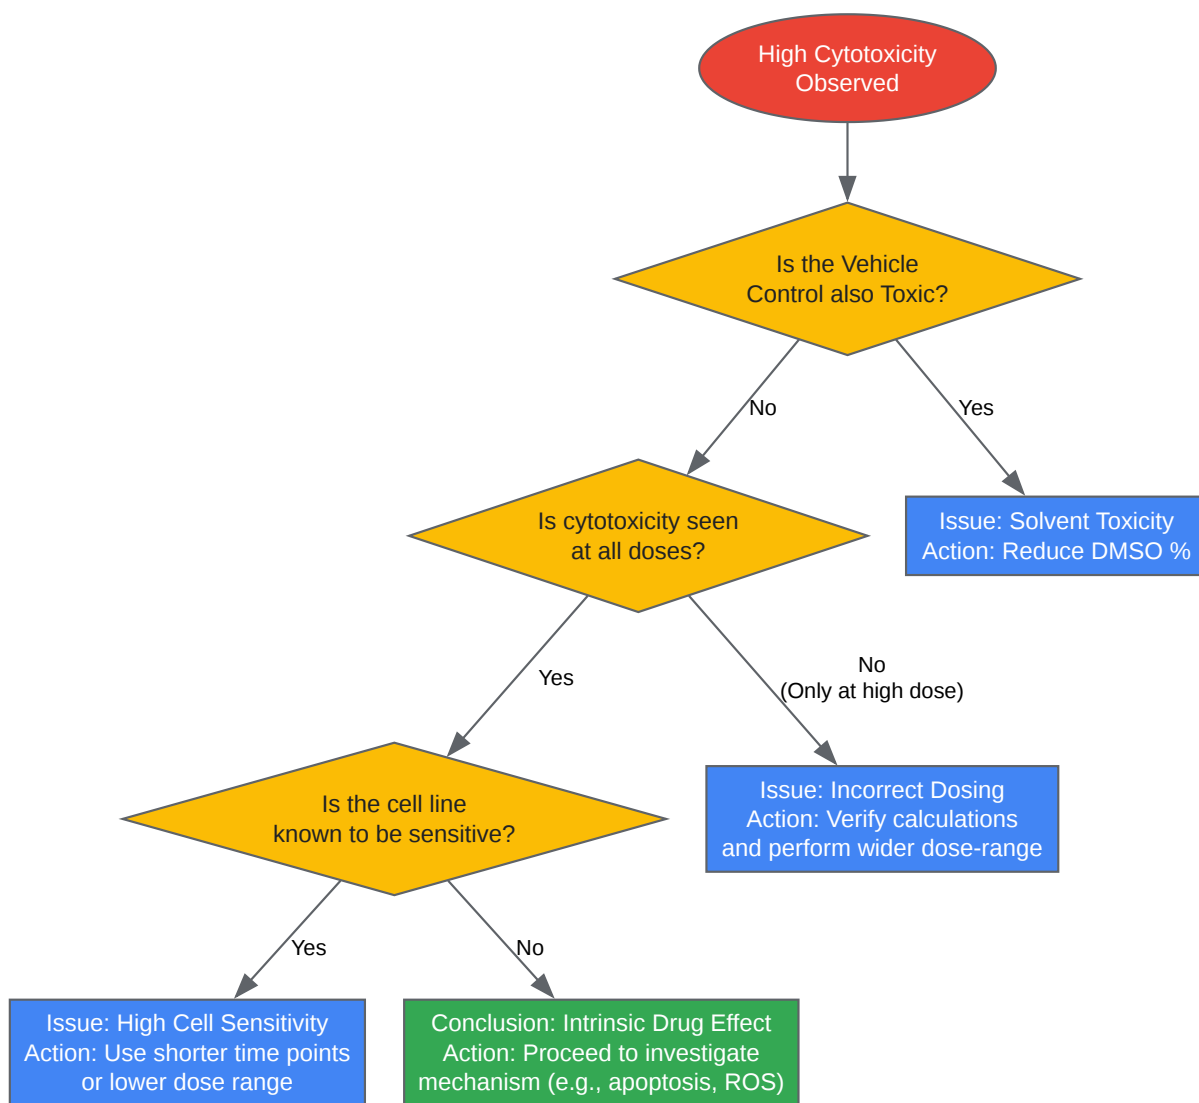 High Cytotoxicity
Observed
Is the Vehicle
Control also Toxic?
No
Yes
Is cytotoxicity seen
at all doses?
Issue: Solvent Toxicity
Action: Reduce DMSO %
Yes
No
(Only at high dose)
Is the cell line
known to be sensitive?
Issue: Incorrect Dosing
Action: Verify calculations
and perform wider dose-range
Yes
No
Issue: High Cell Sensitivity
Action: Use shorter time points
or lower dose range
Conclusion: Intrinsic Drug Effect
Action: Proceed to investigate
mechanism (e.g., apoptosis, ROS)